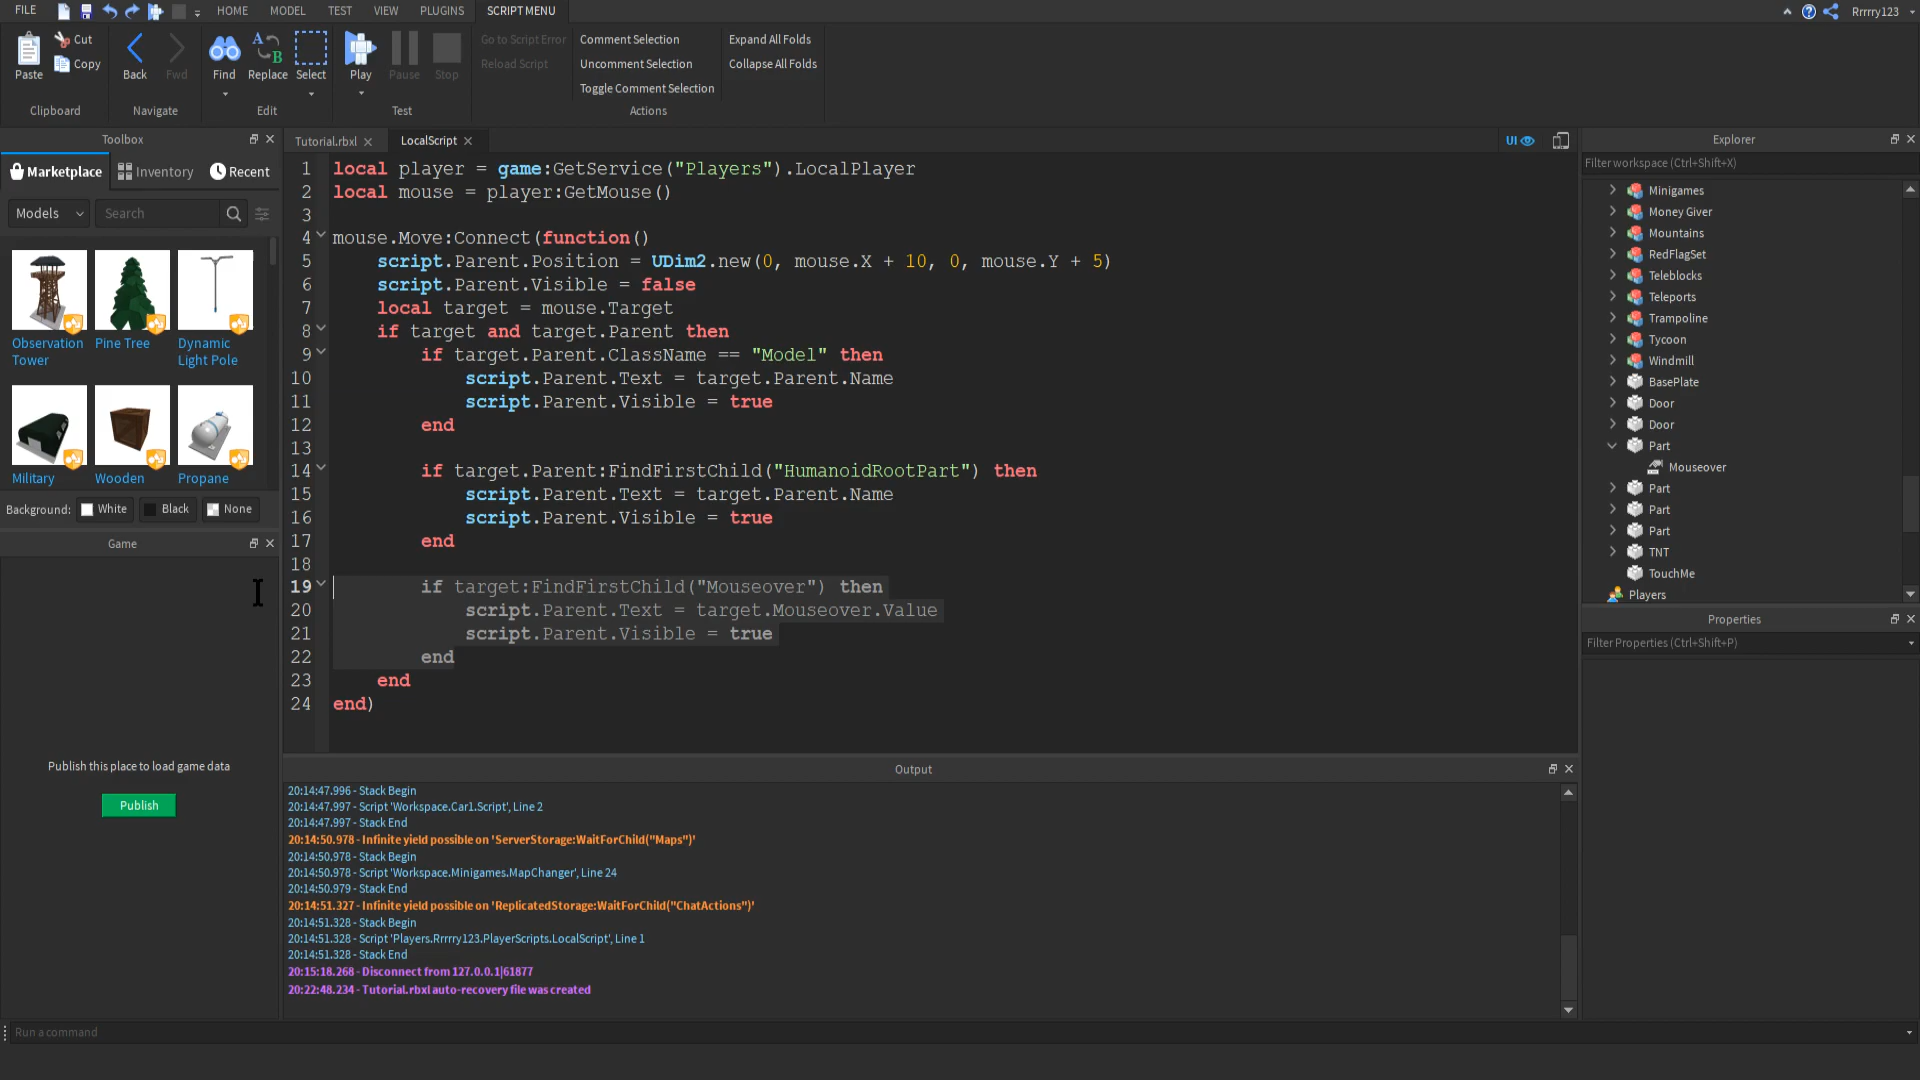 FILE
HOME
MODEL
TEST
VIEW
PLUGINS
SCRIPT MENU
Rrrrry123
Paste
Cut
Copy
Clipboard
Back
Fwd
Navigate
Find
Replace
Select
Edit
Play
Pause
Stop
Test
Go to Script Error
Reload Script
Comment Selection
Uncomment Selection
Toggle Comment Selection
Expand All Folds
Collapse All Folds
Actions
Toolbox
Marketplace
Inventory
Recent
Models
Search
Observation Tower
Pine Tree
Dynamic Light Pole
Military
Wooden
Propane
Background:
White
Black
None
Game
Publish this place to load game data
Publish
Tutorial.rbxl
LocalScript
UI
1 local player = game:GetService("Players").LocalPlayer
2 local mouse = player:GetMouse()
3
4 mouse.Move:Connect(function()
5 script.Parent.Position = UDim2.new(0, mouse.X + 10, 0, mouse.Y + 5)
6 script.Parent.Visible = false
7 local target = mouse.Target
8 if target and target.Parent then
9 if target.Parent.ClassName == "Model" then
10 script.Parent.Text = target.Parent.Name
11 script.Parent.Visible = true
12 end
13
14 if target.Parent:FindFirstChild("HumanoidRootPart") then
15 script.Parent.Text = target.Parent.Name
16 script.Parent.Visible = true
17 end
18
19 if target:FindFirstChild("Mouseover") then
20 script.Parent.Text = target.Mouseover.Value
21 script.Parent.Visible = true
22 end
23 end
24 end)
Output
20:14:47.996 - Stack Begin
20:14:47.997 - Script 'Workspace.Car1.Script', Line 2
20:14:47.997 - Stack End
20:14:50.978 - Infinite yield possible on 'ServerStorage:WaitForChild("Maps")'
20:14:50.978 - Stack Begin
20:14:50.978 - Script 'Workspace.Minigames.MapChanger', Line 24
20:14:50.979 - Stack End
20:14:51.327 - Infinite yield possible on 'ReplicatedStorage:WaitForChild("ChatActions")'
20:14:51.328 - Stack Begin
20:14:51.328 - Script 'Players.Rrrrry123.PlayerScripts.LocalScript', Line 1
20:14:51.328 - Stack End
20:15:18.268 - Disconnect from 127.0.0.1|61877
20:22:48.234 - Tutorial.rbxl auto-recovery file was created
Run a command
Explorer
Filter workspace (Ctrl+Shift+X)
Minigames
Money Giver
Mountains
RedFlagSet
Teleblocks
Teleports
Trampoline
Tycoon
Windmill
BasePlate
Door
Door
Part
Mouseover
Part
Part
Part
TNT
TouchMe
Players
Properties
Filter Properties (Ctrl+Shift+P)